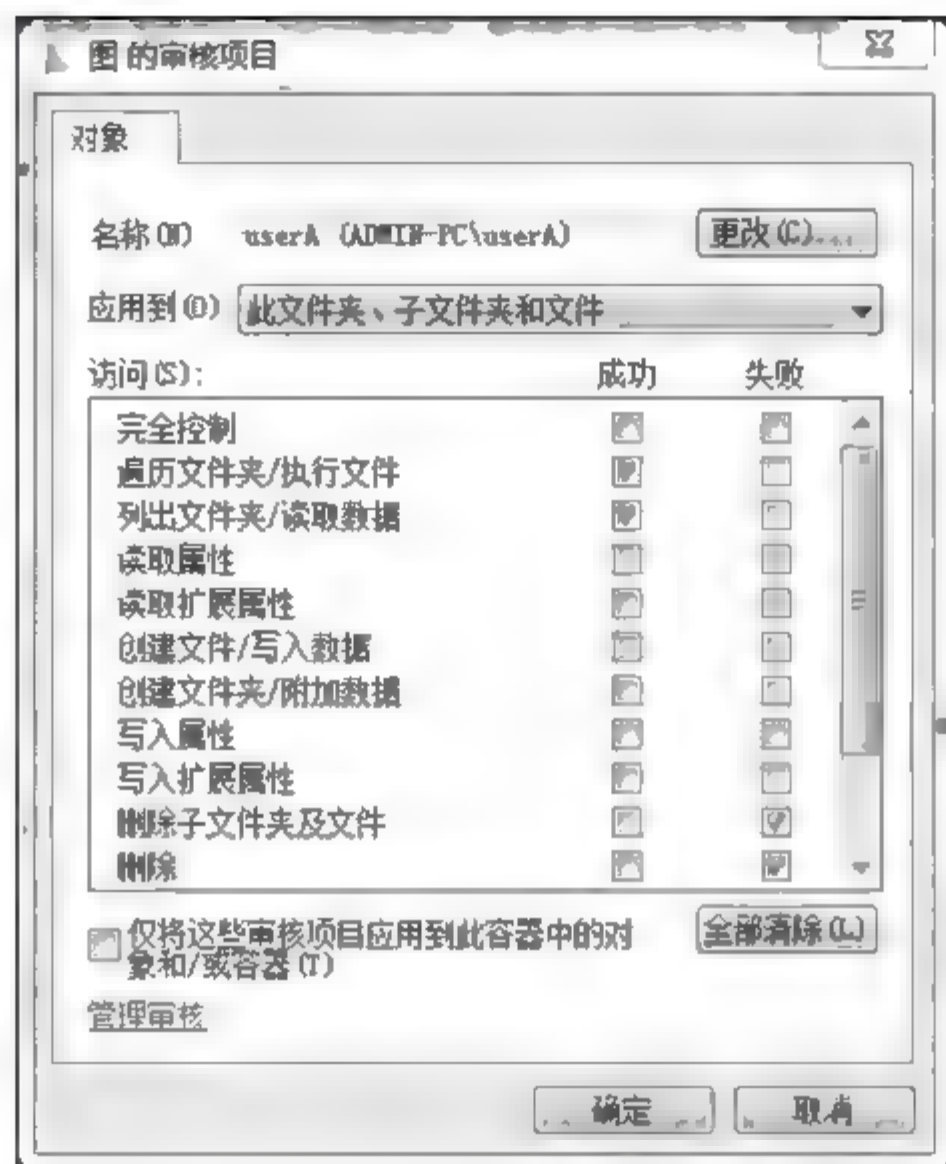 图 的审核项目
对象
名称(N) userA (ADMIN-PC\userA) 更改(C)...
应用到(O) 此文件夹、子文件夹和文件
访问(S): 成功 失败
完全控制
遍历文件夹/执行文件
列出文件夹/读取数据
读取属性
读取扩展属性
创建文件/写入数据
创建文件夹/附加数据
写入属性
写入扩展属性
删除子文件夹及文件
删除
仅将这些审核项目应用到此容器中的对
象和/或容器(T)
全部清除(L)
管理审核
确定 取消